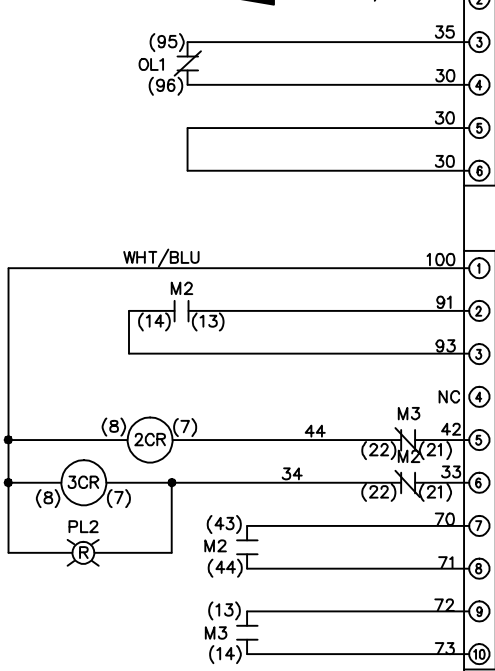 2
(95) 35 3
OL1
(96) 30 4
30 5
30 6
WHT/BLU 100 1
M2 91 2
(14) (13)
93 3
NC 4
M3
(8) 2CR (7) 44 42 5
(22) (21)
M2
3CR 34 33 6
(8) (7) (22) (21)
PL2
R
(43) 70 7
M2
(44) 71 8
(13) 72 9
M3
(14) 73 10